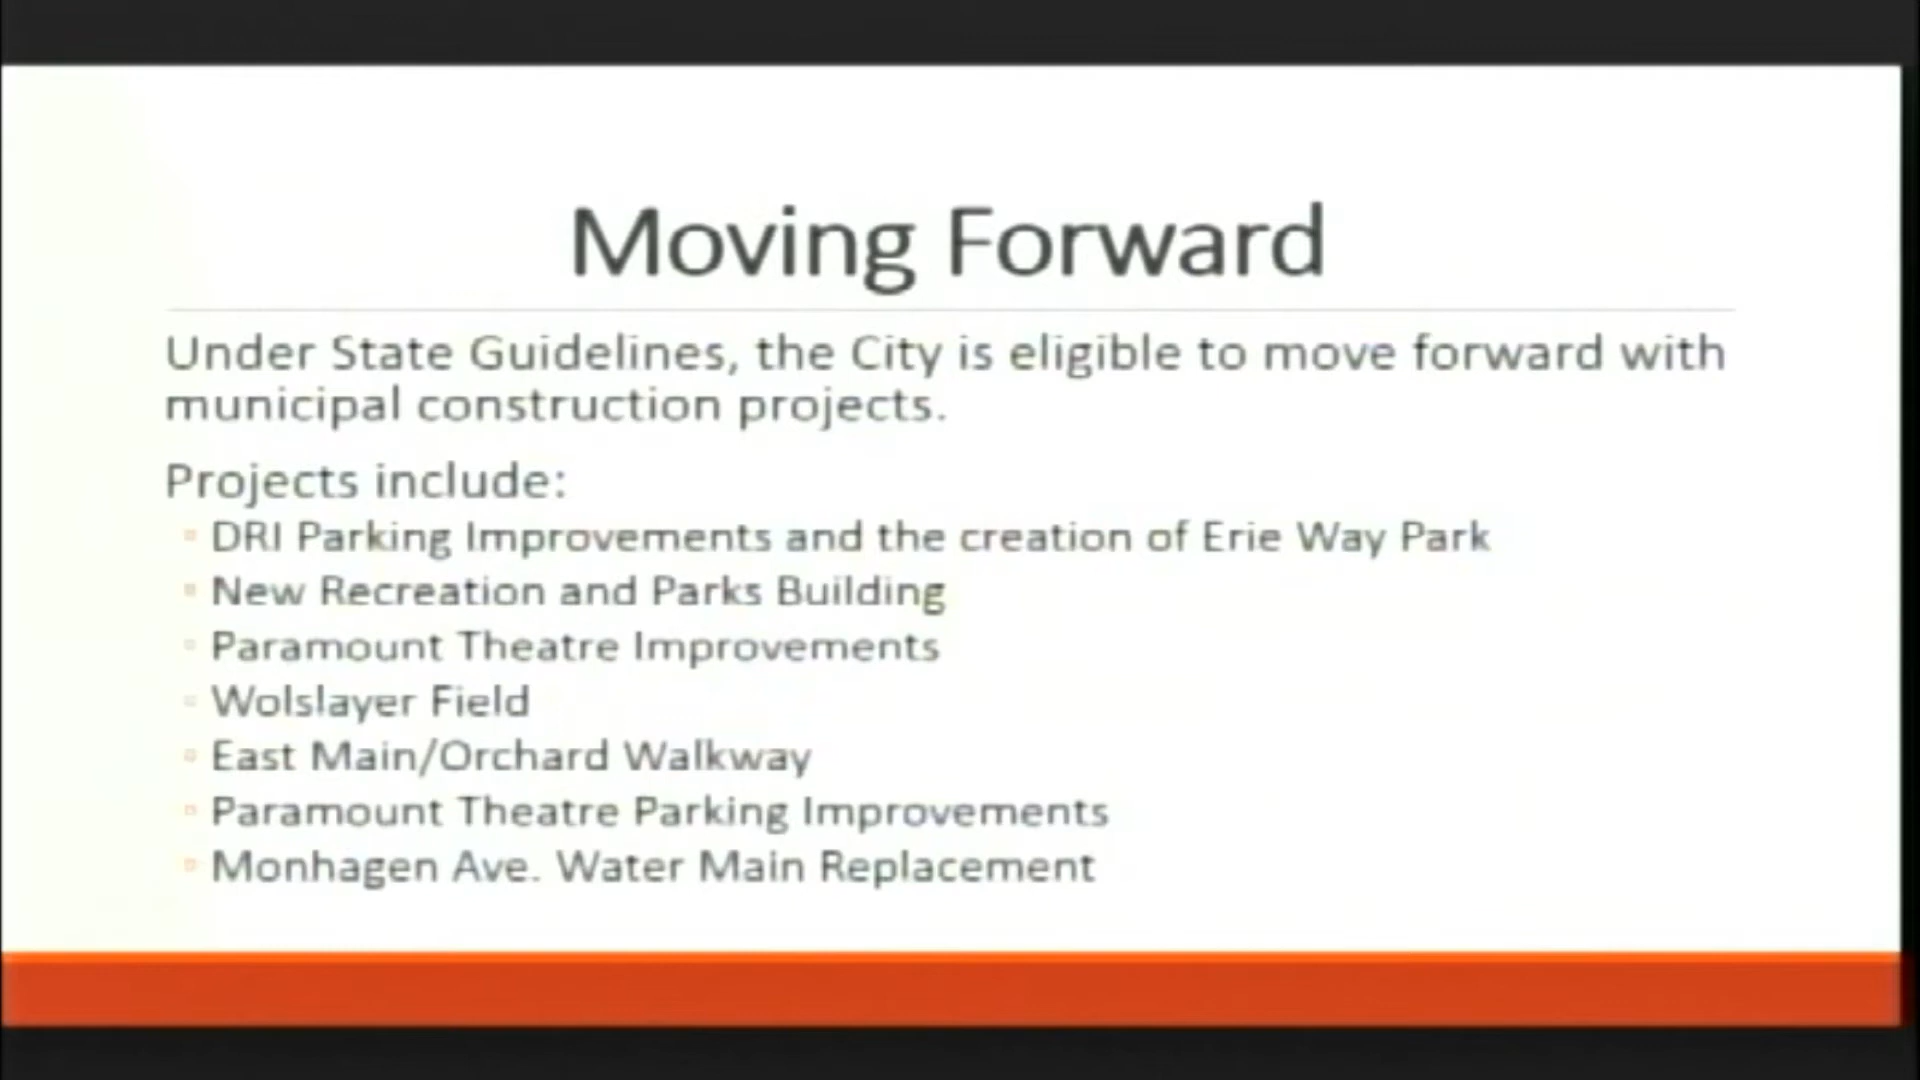 Moving Forward
Under State Guidelines, the City is eligible to move forward with
municipal construction projects.
Projects include:
DRI Parking Improvements and the creation of Erie Way Park
New Recreation and Parks Building
Paramount Theatre Improvements
Wolslayer Field
East Main/Orchard Walkway
Paramount Theatre Parking Improvements
Monhagen Ave. Water Main Replacement